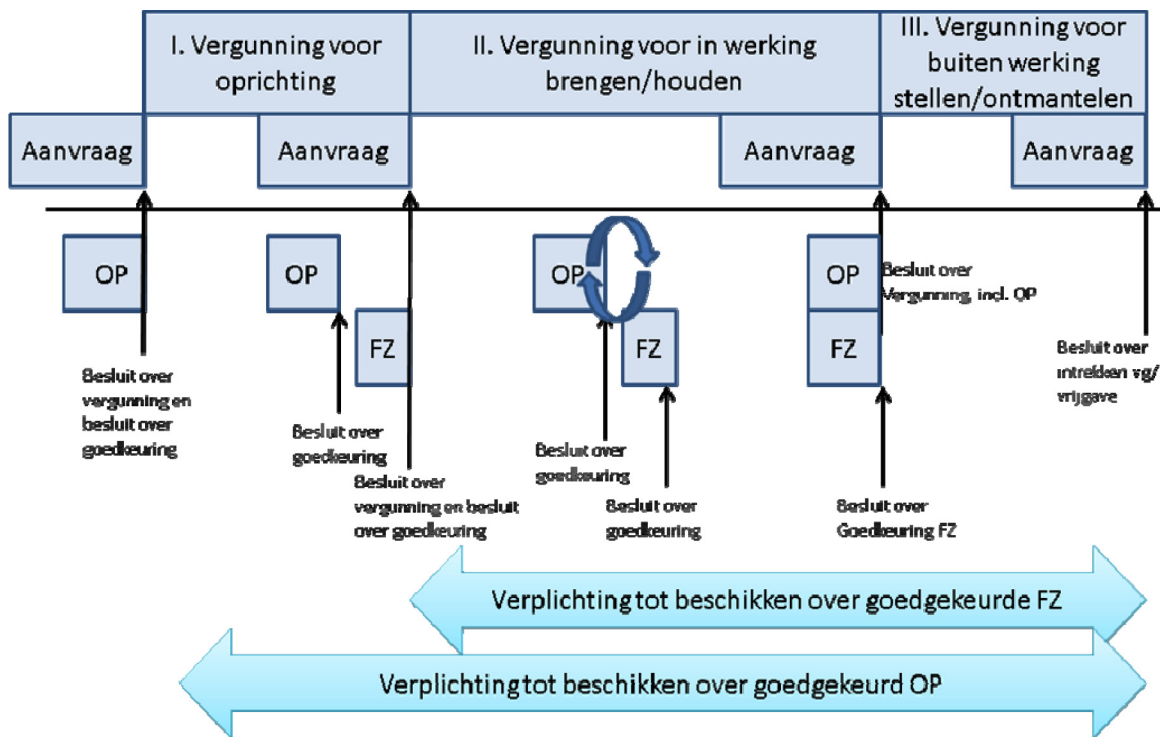 I. Vergunning voor
oprichting
II. Vergunning voor in werking
brengen/houden
III. Vergunning voor
buiten werking
stellen/ontmantelen
Aanvraag
Aanvraag
Aanvraag
Aanvraag
OP
OP
OP
OP
FZ
FZ
FZ
Besluit over
Vergunning, incl. OP
Besluit over
vergunning en
besluit over
goedkeuring
Besluit over
goedkeuring
Besluit over
vergunning en besluit
over goedkeuring
Besluit over
goedkeuring
Besluit over
goedkeuring
Besluit over
Goedkeuring FZ
Besluit over
intrekken vg/
vrijgave
Verplichting tot beschikken over goedgekeurde FZ
Verplichting tot beschikken over goedgekeurd OP